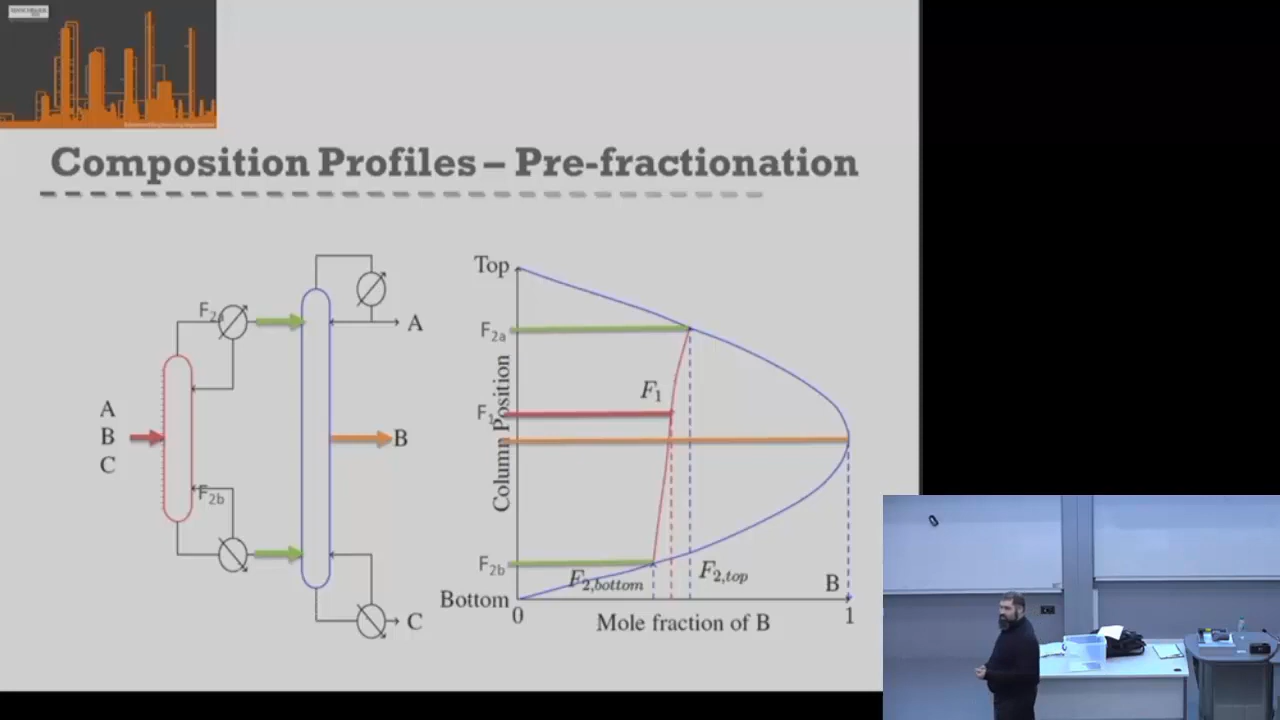 Composition Profiles – Pre-fractionation
A
B
C
F2a
F2b
A
B
C
Top
F2a
F1
F1
Column Position
F2b
F2,bottom
F2,top
B
Bottom
0
1
Mole fraction of B